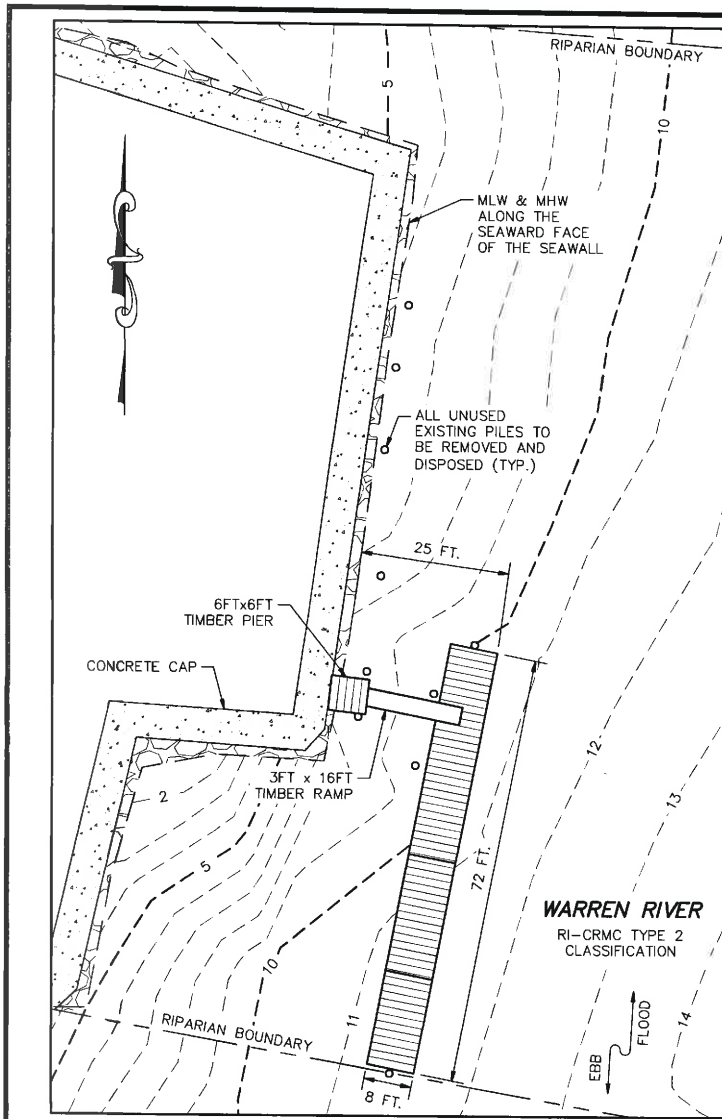 RIPARIAN BOUNDARY
5
10
MLW & MHW
ALONG THE
SEAWARD FACE
OF THE SEAWALL
ALL UNUSED
EXISTING PILES TO
BE REMOVED AND
DISPOSED (TYP.)
25 FT.
6FTx6FT
TIMBER PIER
CONCRETE CAP
3FT x 16FT
TIMBER RAMP
2
5
10
11
12
13
14
72 FT.
WARREN RIVER
RI-CRMC TYPE 2
CLASSIFICATION
EBB
FLOOD
RIPARIAN BOUNDARY
8 FT.